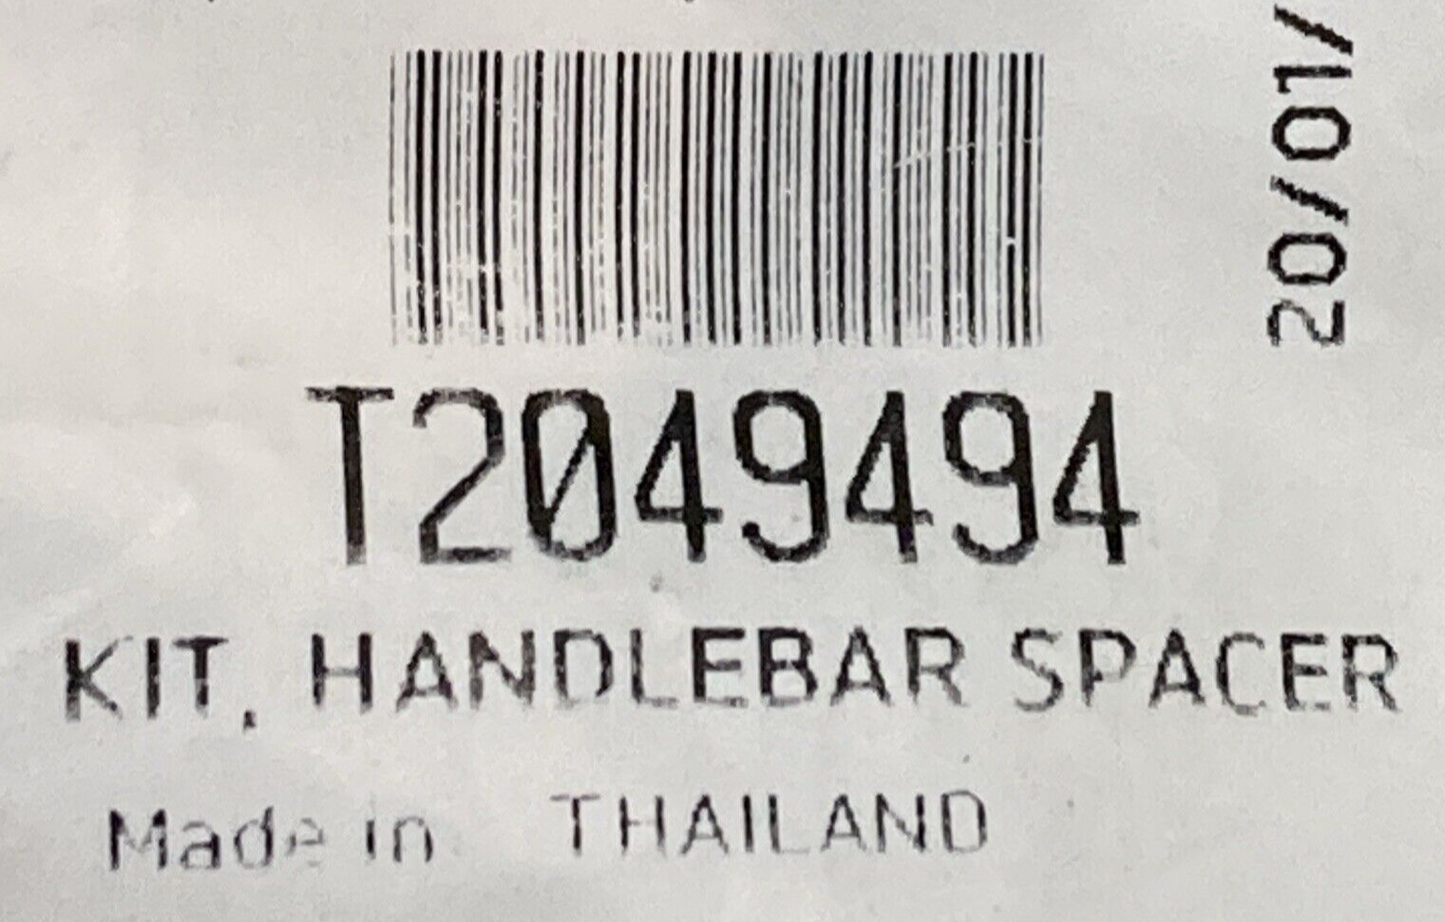 20/01/
T2049494
KIT, HANDLEBAR SPACER
Made in THAILAND